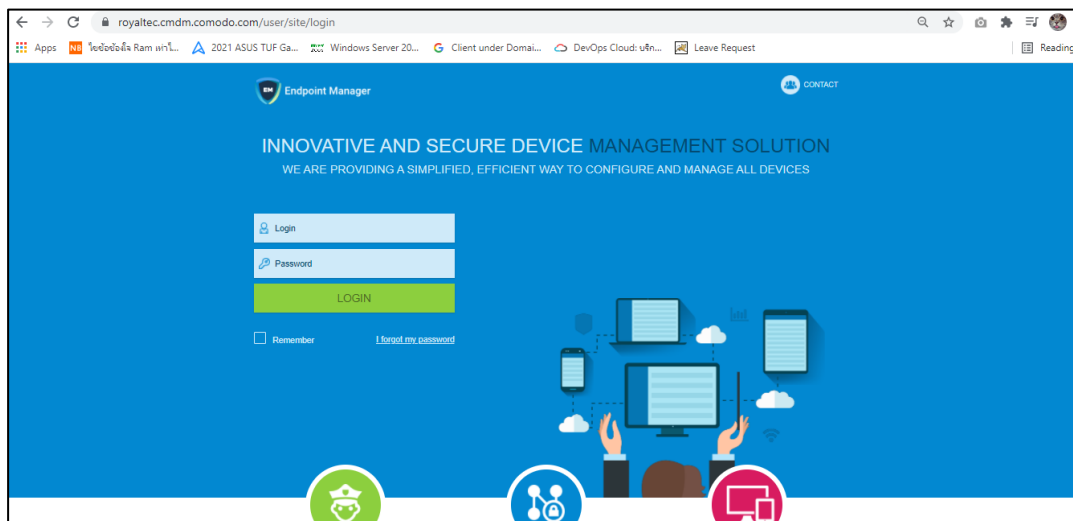 royaltec.cmdm.comodo.com/user/site/login
Apps
NB
2021 ASUS TUF Ga...
Windows Server 20...
G Client under Domai...
DevOps Cloud: บริก...
Leave Request
Reading
EM Endpoint Manager
CONTACT
INNOVATIVE AND SECURE DEVICE MANAGEMENT SOLUTION
WE ARE PROVIDING A SIMPLIFIED, EFFICIENT WAY TO CONFIGURE AND MANAGE ALL DEVICES
Login
Password
LOGIN
Remember
I forgot my password